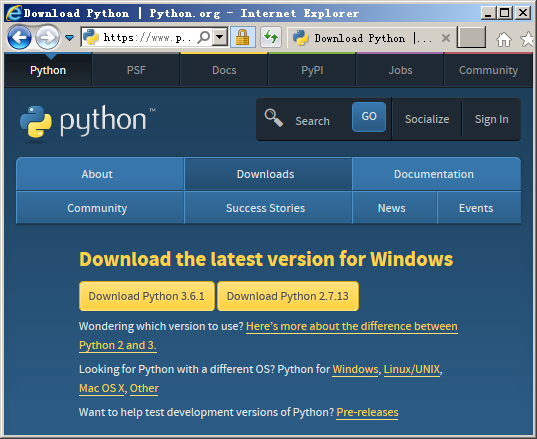 Download Python | Python.org - Internet Explorer
https://www.p...
Download Python |...
Python PSF Docs PyPI Jobs Community
python™
Search GO Socialize Sign In
About Downloads Documentation
Community Success Stories News Events
Download the latest version for Windows
Download Python 3.6.1 Download Python 2.7.13
Wondering which version to use? Here's more about the difference between
Python 2 and 3.
Looking for Python with a different OS? Python for Windows, Linux/UNIX,
Mac OS X, Other
Want to help test development versions of Python? Pre-releases